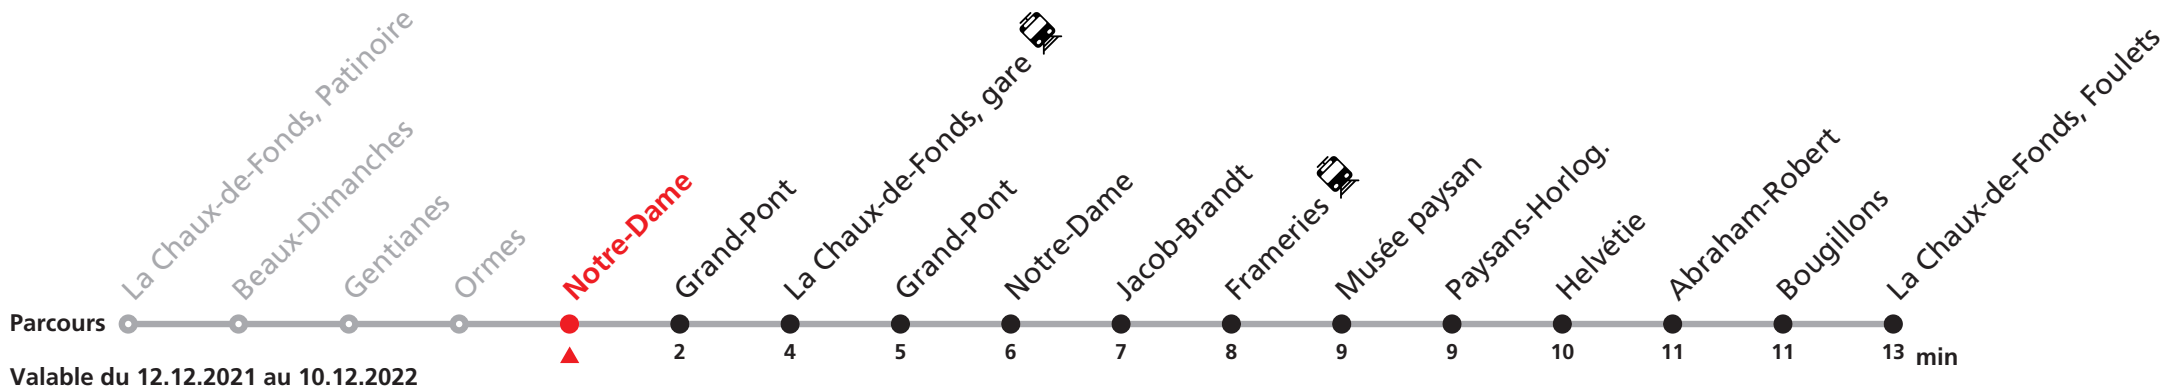 La Chaux-de-Fonds, Patinoire
Beaux-Dimanches
Gentianes
Ormes
Notre-Dame
Grand-Pont
La Chaux-de-Fonds, gare
Grand-Pont
Notre-Dame
Jacob-Brandt
Frameries
Musée paysan
Paysans-Horlog.
Helvétie
Abraham-Robert
Bougillons
La Chaux-de-Fonds, Foulets
Parcours
2 4 5 6 7 8 9 9 10 11 11 13 min
Valable du 12.12.2021 au 10.12.2022